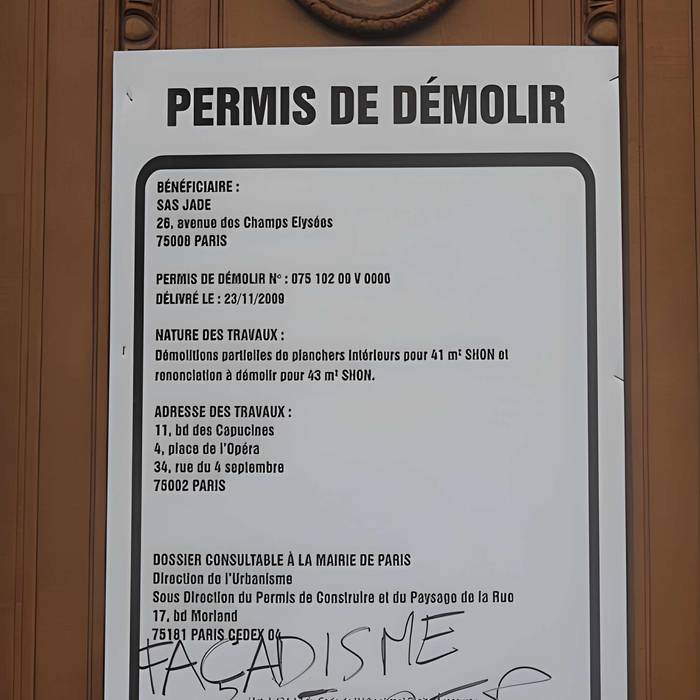 PERMIS DE DÉMOLIR
BÉNÉFICIAIRE :
SAS JADE
26, avenue des Champs Elysées
75008 PARIS
PERMIS DE DÉMOLIR N° : 075 102 09 V 0006
DÉLIVRÉ LE : 23/11/2009
NATURE DES TRAVAUX :
Démolitions partielles de planchers intérieurs pour 41 m² SHON et
renonciation à démolir pour 43 m² SHON.
ADRESSE DES TRAVAUX :
11, bd des Capucines
4, place de l'Opéra
34, rue du 4 septembre
75002 PARIS
DOSSIER CONSULTABLE À LA MAIRIE DE PARIS
Direction de l'Urbanisme
Sous Direction du Permis de Construire et du Paysage de la Rue
17, bd Morland
75181 PARIS CEDEX 04
FAÇADISME